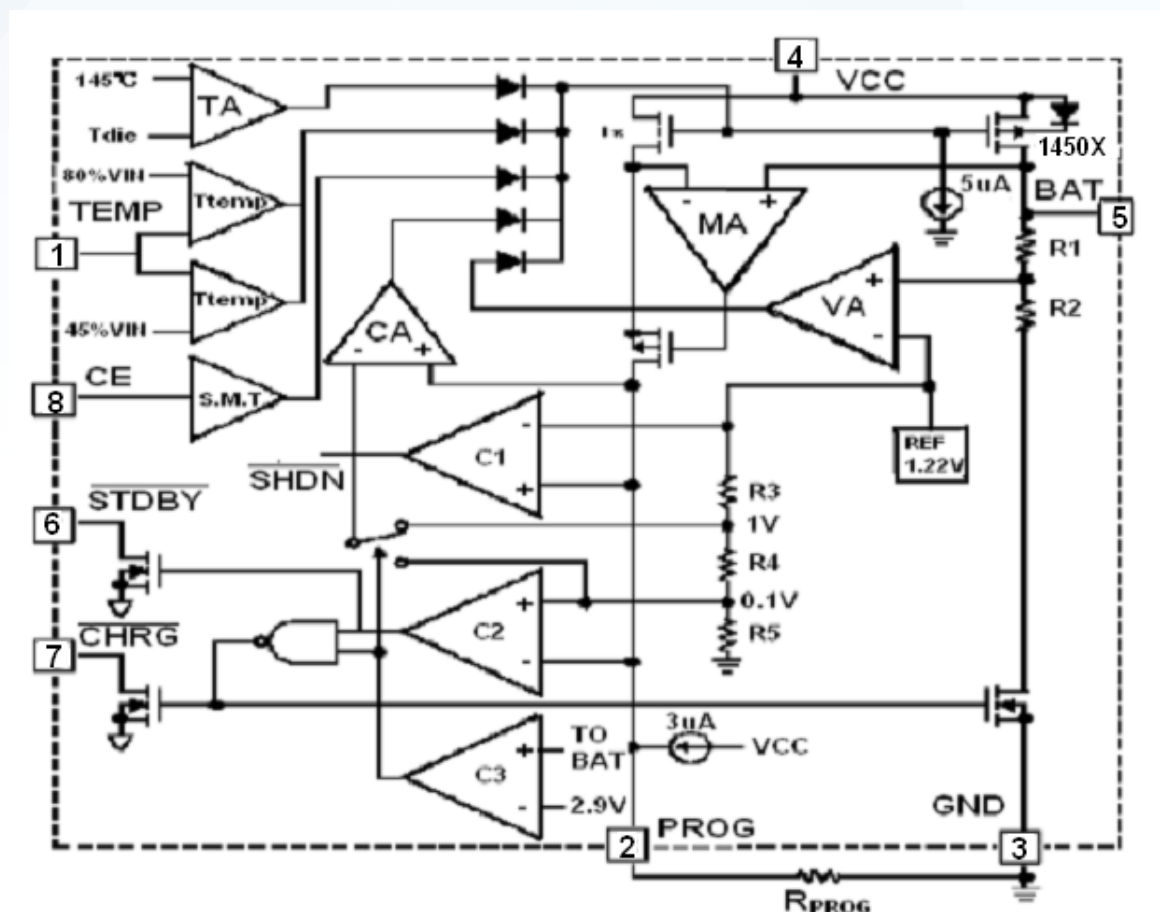 4
VCC
145°C
TA
Tdie
1x
1450X
80%VIN
Ttemp
TEMP
1
5uA
BAT
5
MA
R1
Ttemp
VA
R2
45%VIN
CA
CE
8
S.M.T
REF
1.22V
C1
SHDN
R3
STDBY
6
1V
R4
0.1V
C2
R5
CHRG
7
3uA
VCC
TO
BAT
C3
2.9V
GND
PROG
2
3
RPROG
+
-